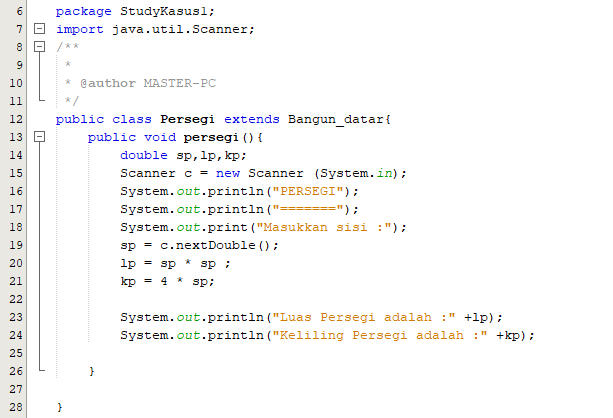 6 package StudyKasus1;
7 import java.util.Scanner;
8 /**
9  *
10  * @author MASTER-PC
11  */
12 public class Persegi extends Bangun_datar{
13     public void persegi(){
14         double sp,lp,kp;
15         Scanner c = new Scanner (System.in);
16         System.out.println("PERSEGI");
17         System.out.println("=======");
18         System.out.print("Masukkan sisi :");
19         sp = c.nextDouble();
20         lp = sp * sp ;
21         kp = 4 * sp;
22
23         System.out.println("Luas Persegi adalah :" +lp);
24         System.out.println("Keliling Persegi adalah :" +kp);
25
26     }
27
28 }